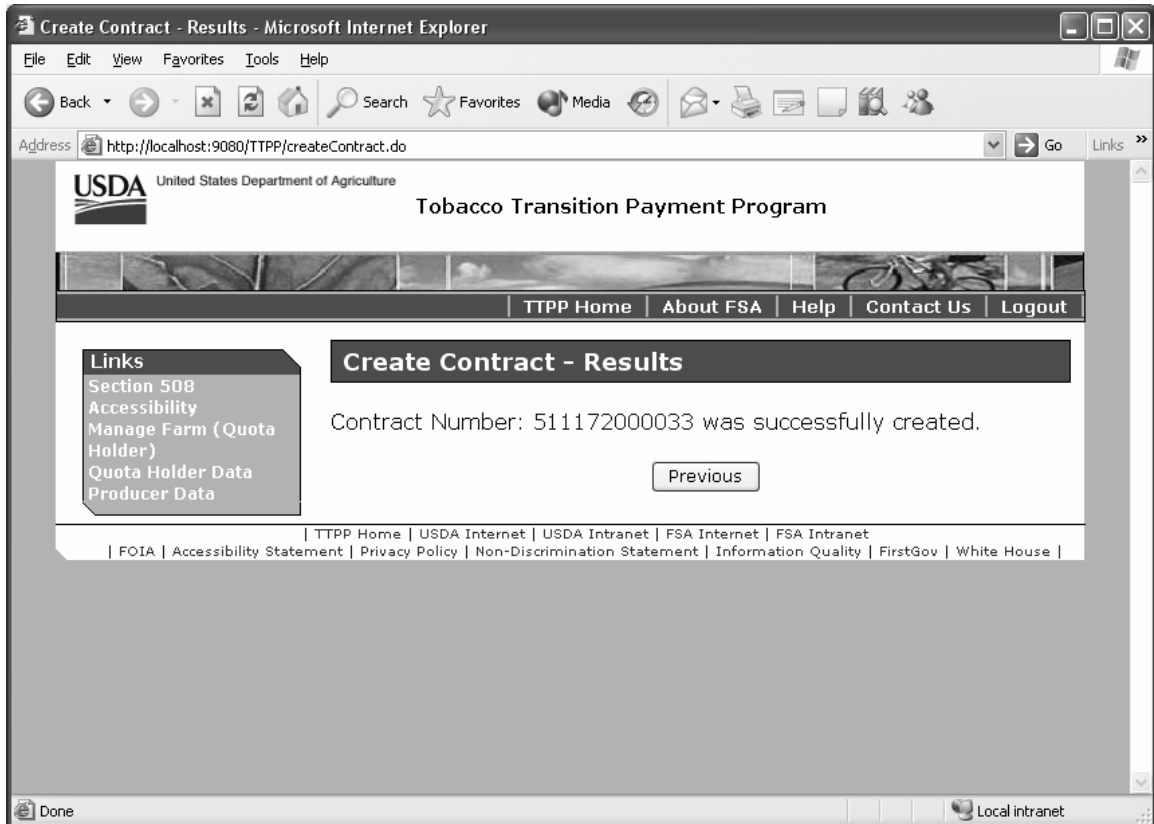 Create Contract - Results - Microsoft Internet Explorer
File Edit View Favorites Tools Help
Back Search Favorites Media
Address http://localhost:9080/TTPP/createContract.do Go Links »
USDA United States Department of Agriculture
Tobacco Transition Payment Program
| TTPP Home | About FSA | Help | Contact Us | Logout |
Links
Section 508
Accessibility
Manage Farm (Quota
Holder)
Quota Holder Data
Producer Data
Create Contract - Results
Contract Number: 511172000033 was successfully created.
Previous
| TTPP Home | USDA Internet | USDA Intranet | FSA Internet | FSA Intranet
| FOIA | Accessibility Statement | Privacy Policy | Non-Discrimination Statement | Information Quality | FirstGov | White House |
Done Local intranet